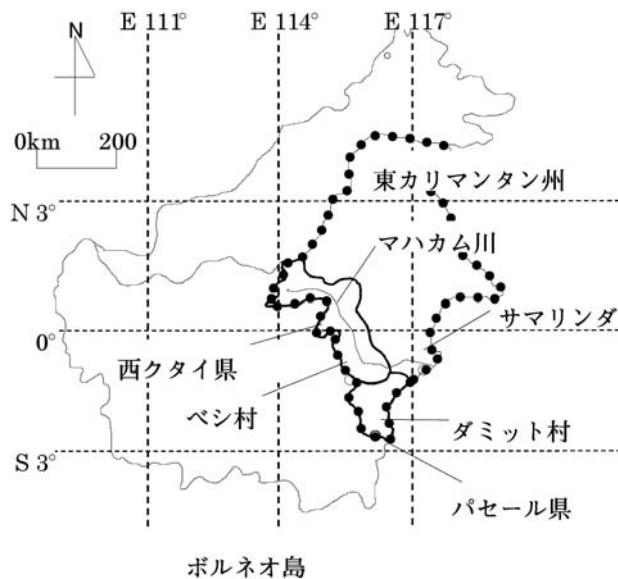 E 111° E 114° E 117°
N
0km 200
東カリマンタン州
N 3°
マハカム川
サマリンダ
0°
西クタイ県
ベシ村
ダミット村
S 3°
パセール県
ボルネオ島